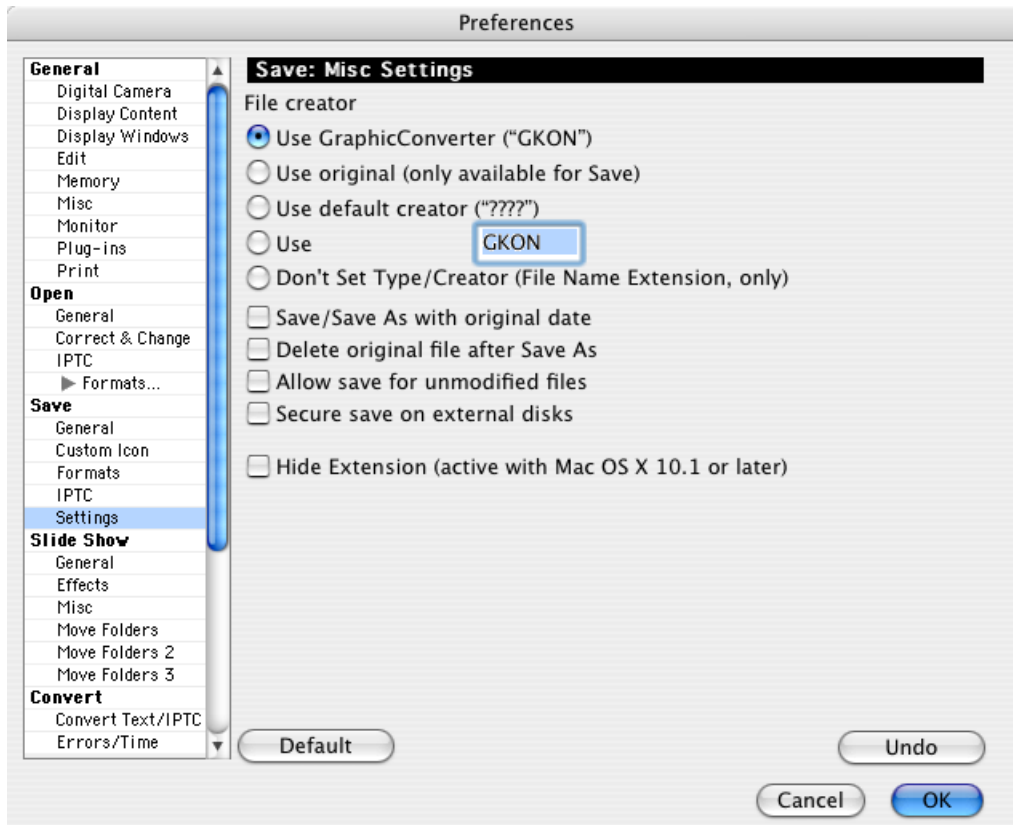 Preferences
General
Digital Camera
Display Content
Display Windows
Edit
Memory
Misc
Monitor
Plug-ins
Print
Open
General
Correct & Change
IPTC
Formats...
Save
General
Custom Icon
Formats
IPTC
Settings
Slide Show
General
Effects
Misc
Move Folders
Move Folders 2
Move Folders 3
Convert
Convert Text/IPTC
Errors/Time
Save: Misc Settings
File creator
Use GraphicConverter (“GKON”)
Use original (only available for Save)
Use default creator (“????”)
Use GKON
Don't Set Type/Creator (File Name Extension, only)
Save/Save As with original date
Delete original file after Save As
Allow save for unmodified files
Secure save on external disks
Hide Extension (active with Mac OS X 10.1 or later)
Default Undo
Cancel OK